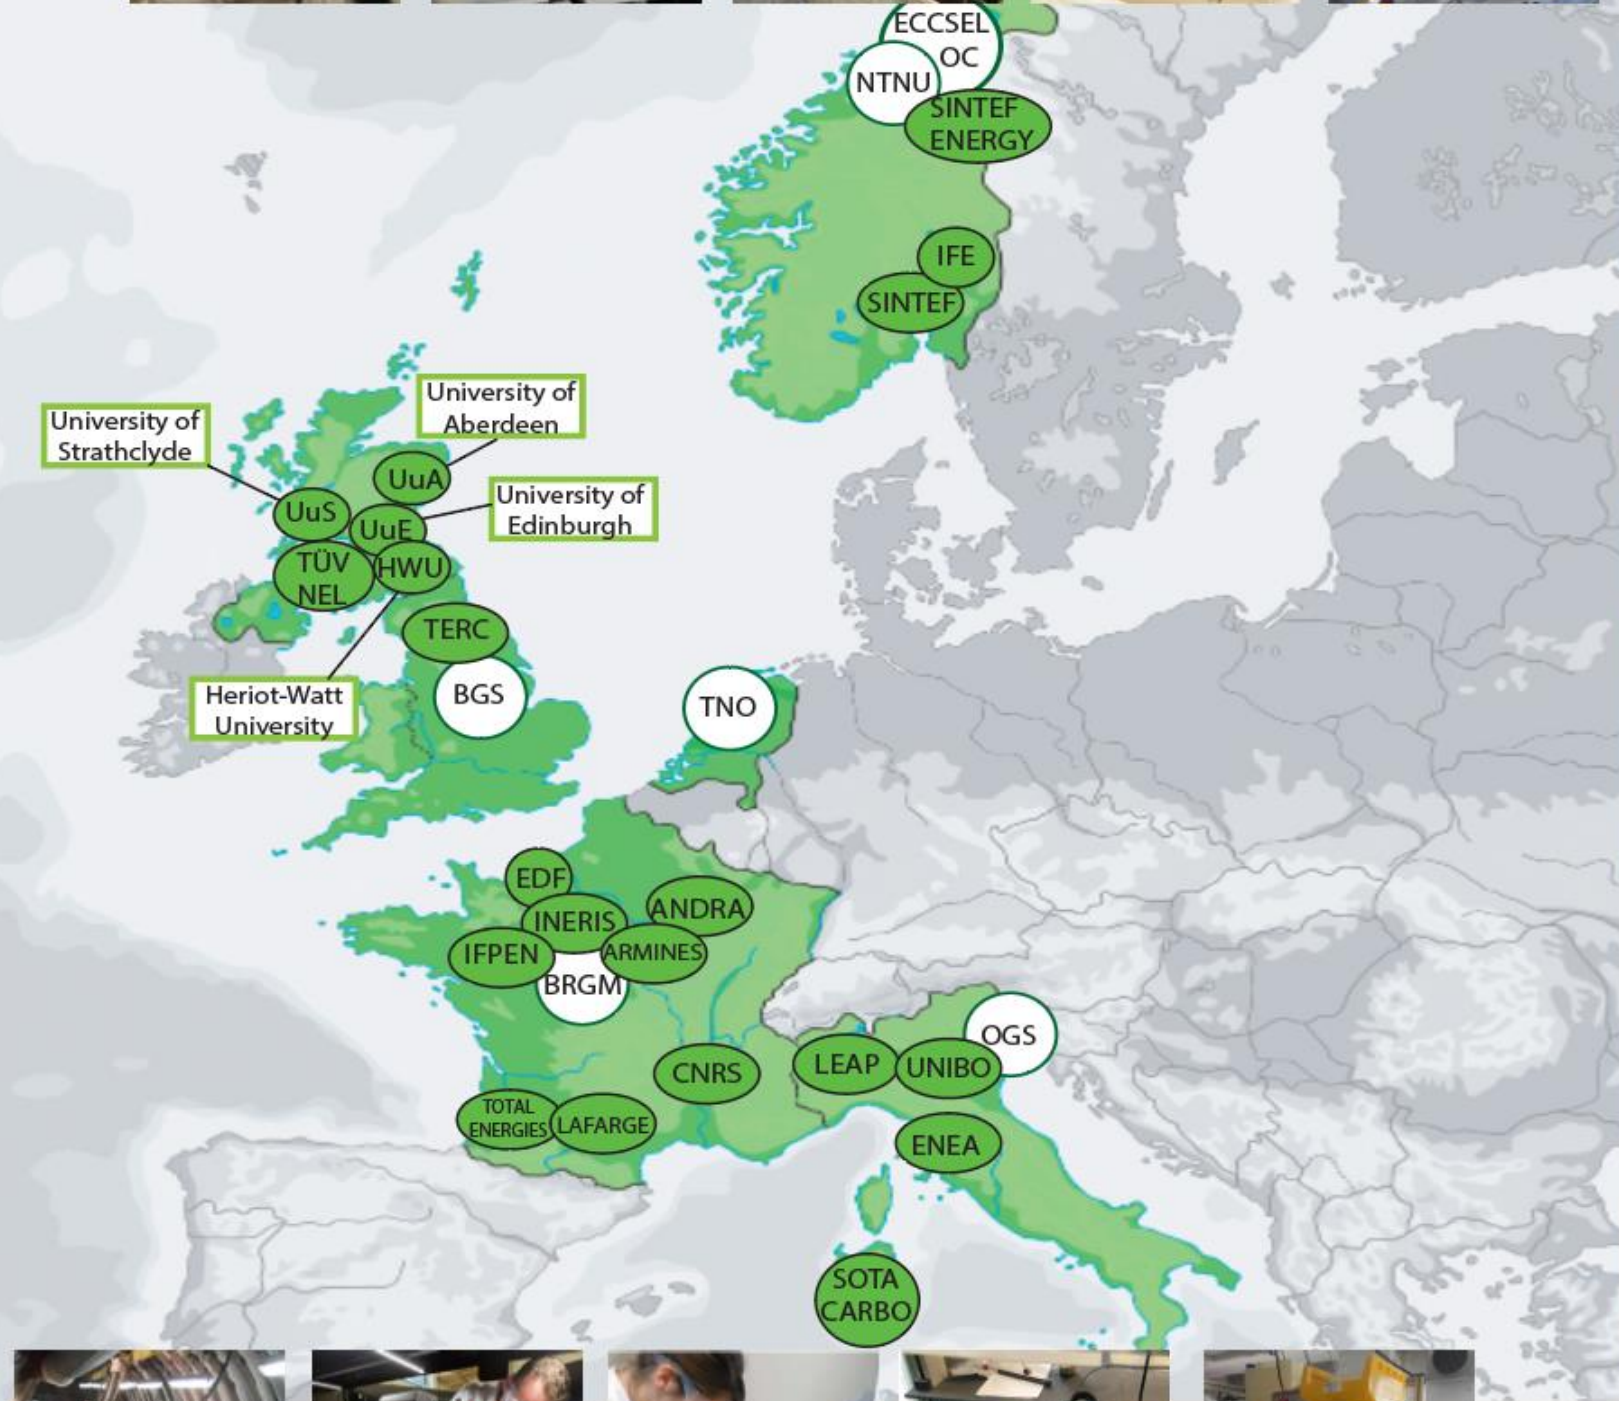 ECCSEL
OC
NTNU
SINTEF
ENERGY
IFE
SINTEF
University of
Aberdeen
University of
Strathclyde
UuA
University of
Edinburgh
UuS
UuE
TÜV
NEL
HWU
TERC
Heriot-Watt
University
BGS
TNO
EDF
INERIS
ANDRA
IFPEN
ARMINES
BRGM
OGS
LEAP
UNIBO
CNRS
TOTAL
ENERGIES
LAFARGE
ENEA
SOTA
CARBO